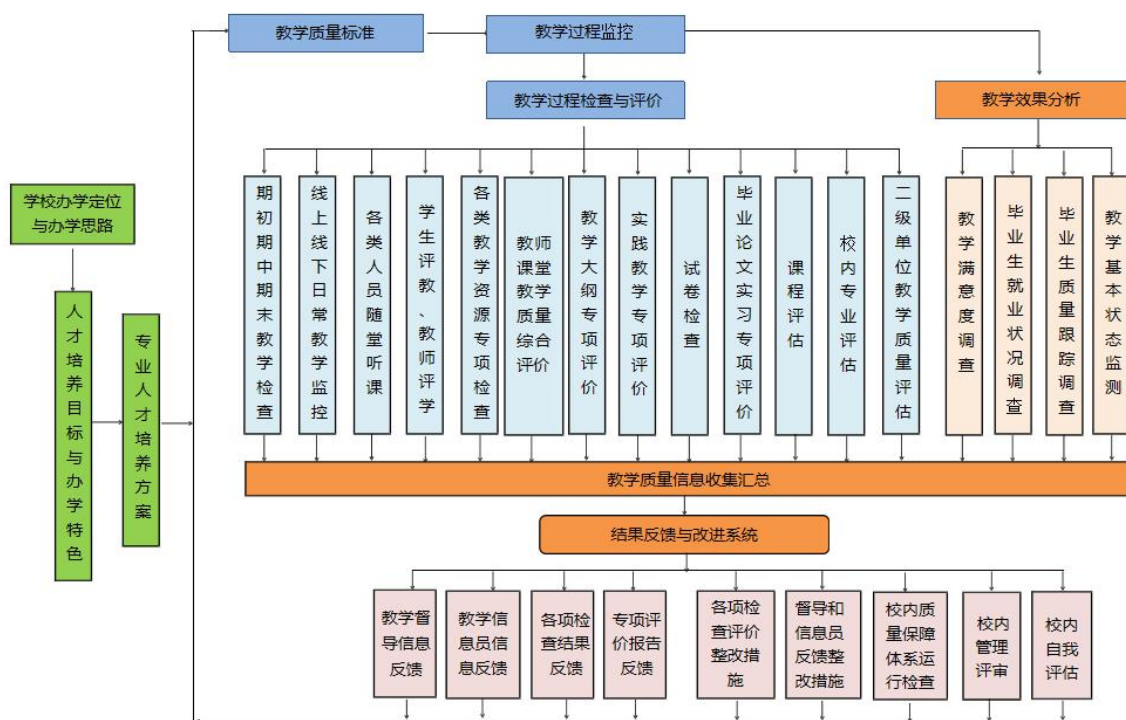 教学质量标准
教学过程监控
教学过程检查与评价
教学效果分析
学校办学定位
与办学思路
人才培养目标与办学特色
专业人才培养方案
期初期中期末教学检查
线上线下日常教学监控
各类人员随堂听课
学生评教、教师评学
各类教学资源专项检查
教师
课堂
教学
质量
综合
评价
教学大纲专项评价
实践教学专项评价
试卷检查
毕业论文实习专项评价
课程评估
校内专业评估
二级单位教学质量评估
教学满意度调查
毕业生就业状况调查
毕业生质量跟踪调查
教学基本状态监测
教学质量信息收集汇总
结果反馈与改进系统
教学督
导信息
反馈
教学信
息员信
息反馈
各项检
查结果
反馈
专项评
价报告
反馈
各项检
查评价
整改措
施
督导和
信息员
反馈整
改措施
校内质
量保障
体系运
行检查
校内
管理
评审
校内
自我
评估